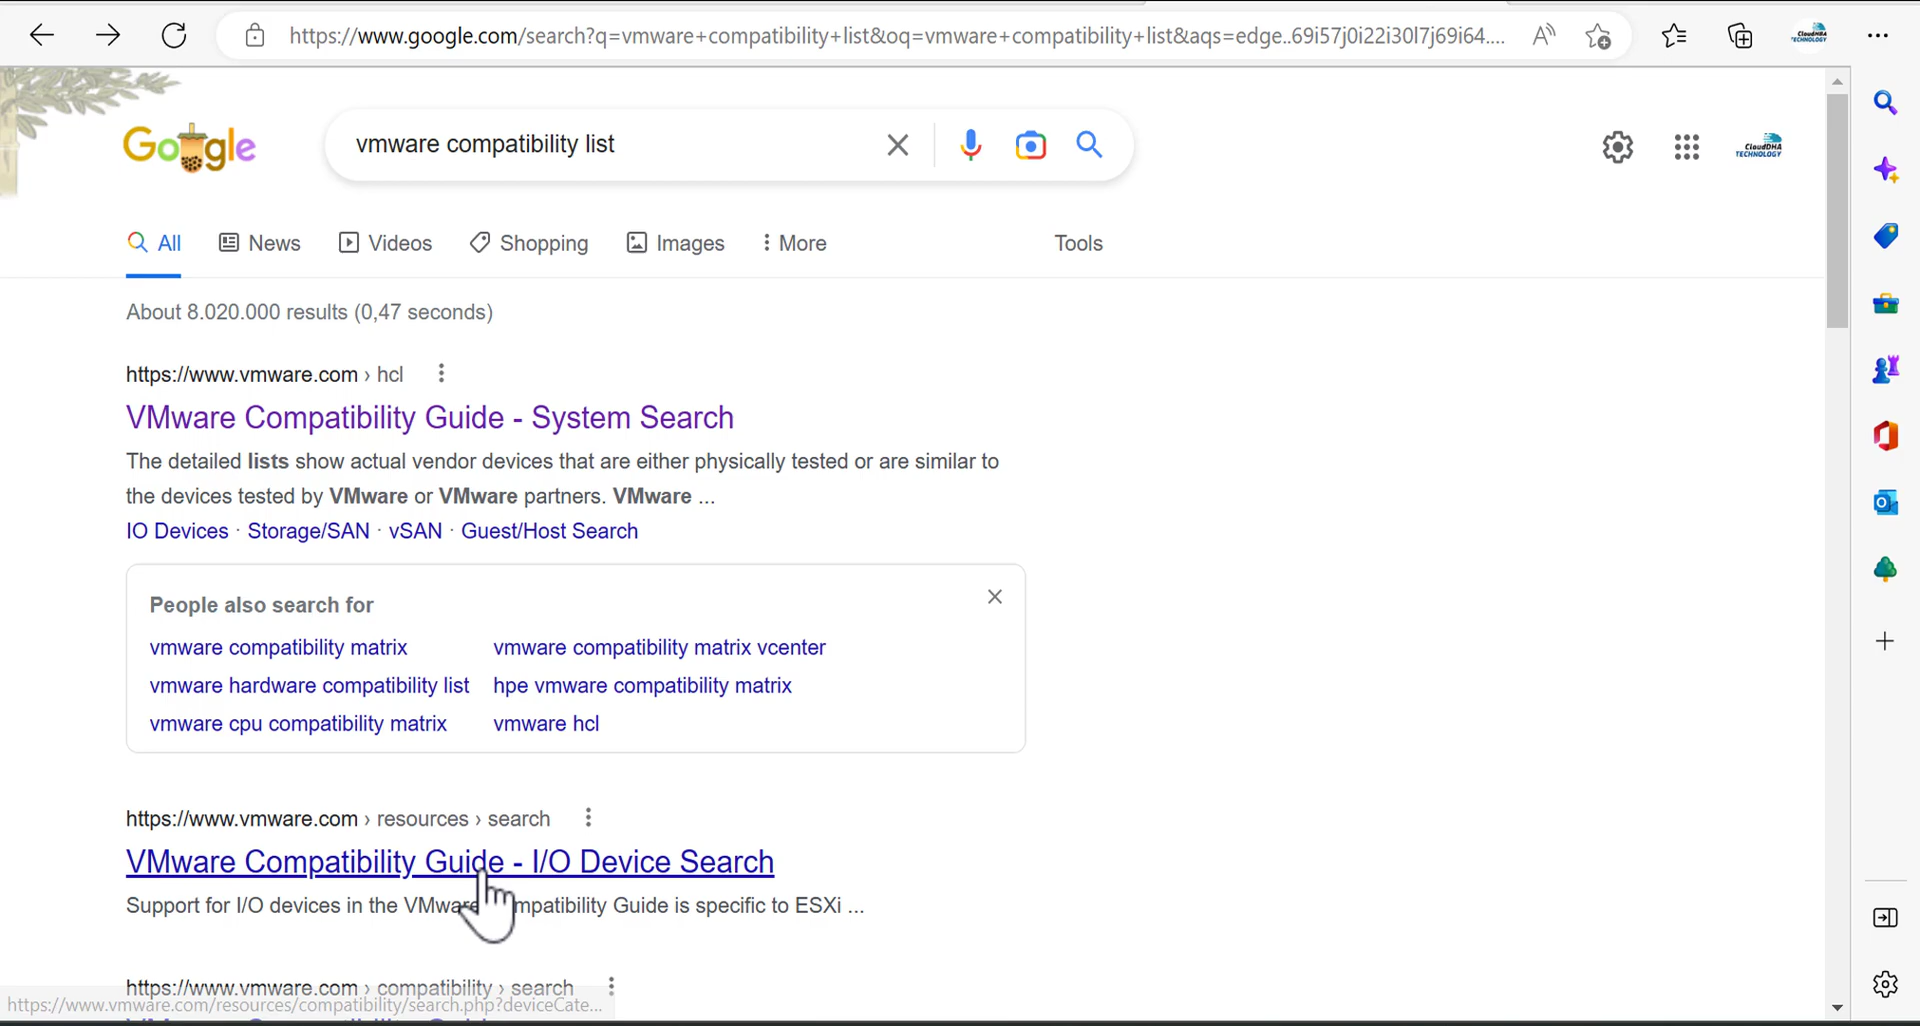 https://www.google.com/search?q=vmware+compatibility+list&oq=vmware+compatibility+list&aqs=edge..69i57j0i22i30l7j69i64....
CloudDNA
TECHNOLOGY
Google
vmware compatibility list
CloudDNA
TECHNOLOGY
All News Videos Shopping Images More Tools
About 8.020.000 results (0,47 seconds)
https://www.vmware.com › hcl
VMware Compatibility Guide - System Search
The detailed lists show actual vendor devices that are either physically tested or are similar to
the devices tested by VMware or VMware partners. VMware ...
IO Devices · Storage/SAN · vSAN · Guest/Host Search
People also search for
vmware compatibility matrix vmware compatibility matrix vcenter
vmware hardware compatibility list hpe vmware compatibility matrix
vmware cpu compatibility matrix vmware hcl
https://www.vmware.com › resources › search
VMware Compatibility Guide - I/O Device Search
Support for I/O devices in the VMware mpatibility Guide is specific to ESXi ...
https://www.vmware.com › compatibility › search
https://www.vmware.com/resources/compatibility/search.php?deviceCate...